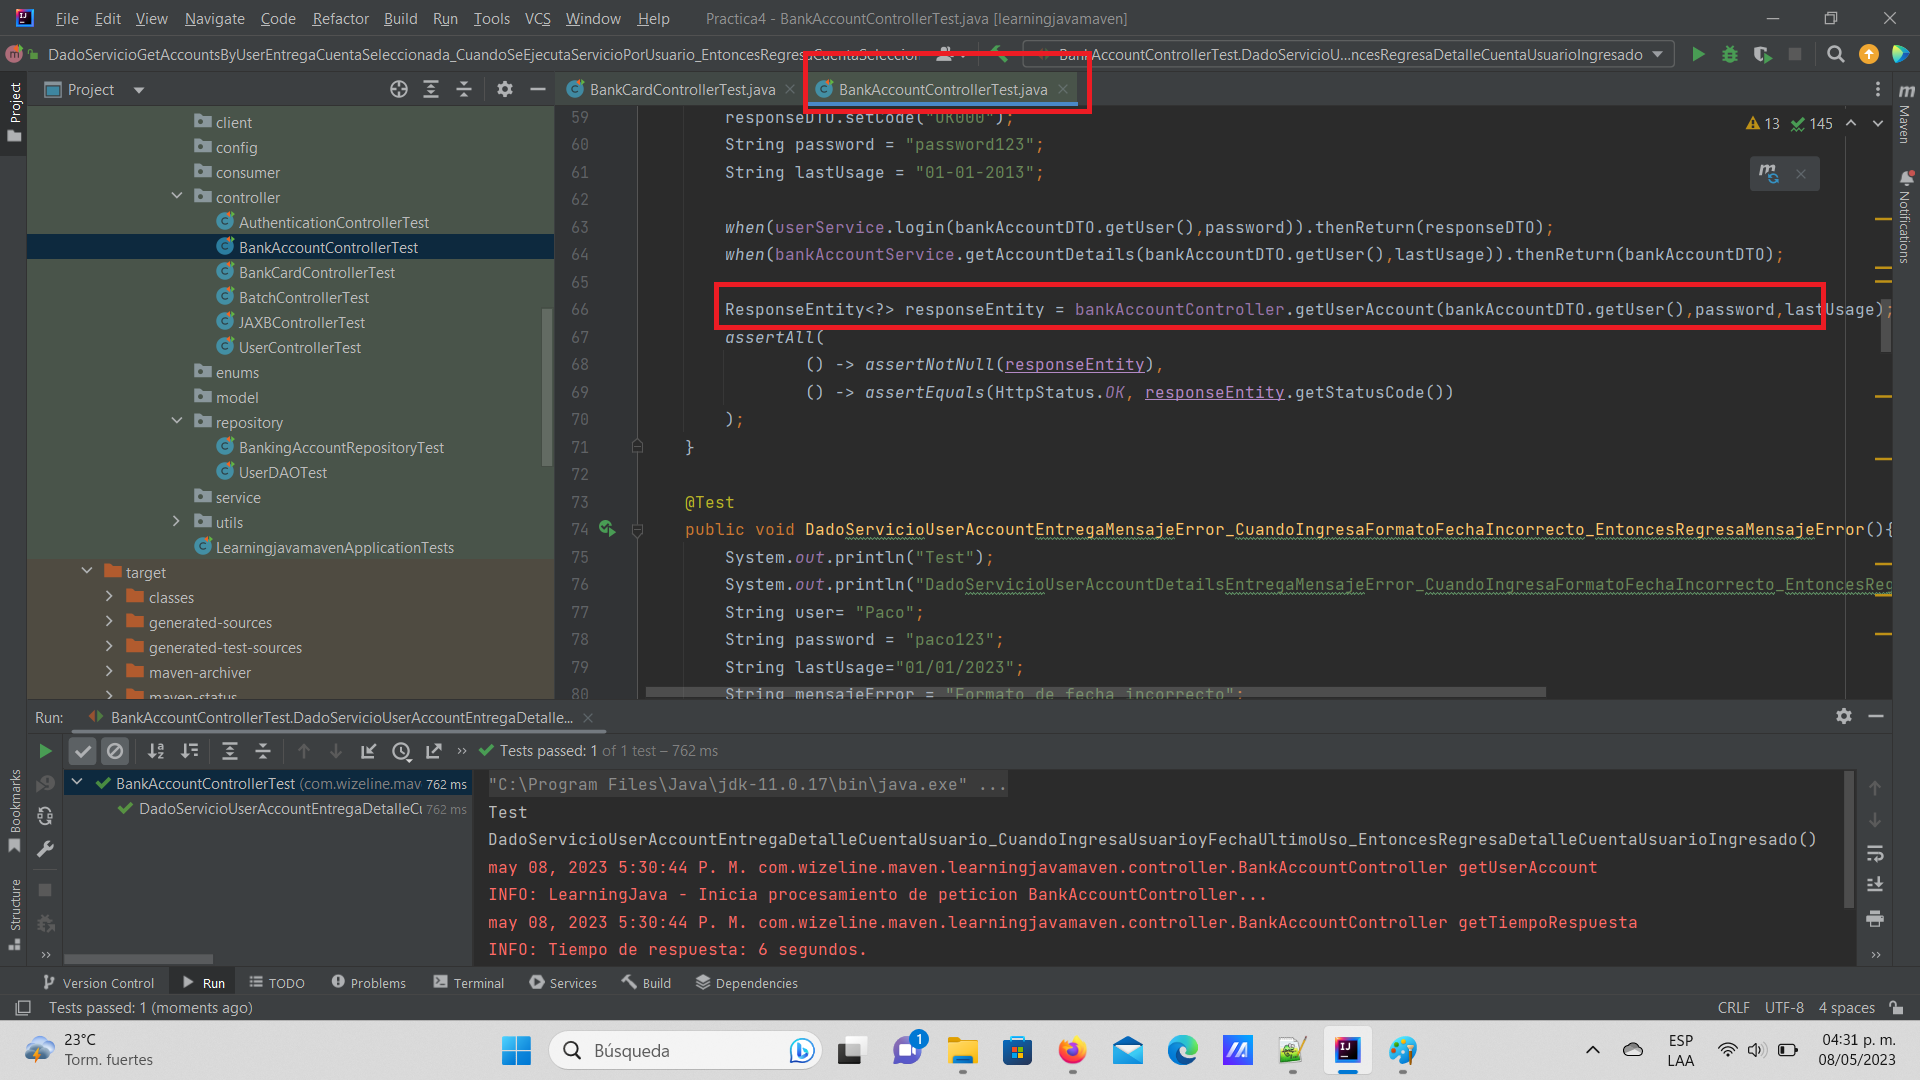 File Edit View Navigate Code Refactor Build Run Tools VCS Window Help Practica4 - BankAccountControllerTest.java [learningjavamaven]
DadoServicioGetAccountsByUserEntregaCuentaSeleccionada_CuandoSeEjecutaServicioPorUsuario_EntoncesRegresaCuentaSeleccion BankAccountControllerTest.DadoServicioU...ncesRegresaDetalleCuentaUsuarioIngresado
Project
Project
BankCardControllerTest.java
BankAccountControllerTest.java
client
config
consumer
controller
AuthenticationControllerTest
BankAccountControllerTest
BankCardControllerTest
BatchControllerTest
JAXBControllerTest
UserControllerTest
enums
model
repository
BankingAccountRepositoryTest
UserDAOTest
service
utils
LearningjavamavenApplicationTests
target
classes
generated-sources
generated-test-sources
maven-archiver
maven-status
13 145
59 responseDTO.setCode("OK000");
60 String password = "password123";
61 String lastUsage = "01-01-2013";
62
63 when(userService.login(bankAccountDTO.getUser(),password)).thenReturn(responseDTO);
64 when(bankAccountService.getAccountDetails(bankAccountDTO.getUser(),lastUsage)).thenReturn(bankAccountDTO);
65
66 ResponseEntity<?> responseEntity = bankAccountController.getUserAccount(bankAccountDTO.getUser(),password,lastUsage);
67 assertAll(
68 () -> assertNotNull(responseEntity),
69 () -> assertEquals(HttpStatus.OK, responseEntity.getStatusCode())
70 );
71 }
72
73 @Test
74 public void DadoServicioUserAccountEntregaMensajeError_CuandoIngresaFormatoFechaIncorrecto_EntoncesRegresaMensajeError(){
75 System.out.println("Test");
76 System.out.println("DadoServicioUserAccountDetailsEntregaMensajeError_CuandoIngresaFormatoFechaIncorrecto_EntoncesReg
77 String user= "Paco";
78 String password = "paco123";
79 String lastUsage="01/01/2023";
80 String mensajeError = "Formato de fecha incorrecto";
Maven
Notifications
Run: BankAccountControllerTest.DadoServicioUserAccountEntregaDetalle...
Tests passed: 1 of 1 test – 762 ms
BankAccountControllerTest (com.wizeline.mav 762 ms
DadoServicioUserAccountEntregaDetalleCu 762 ms
"C:\Program Files\Java\jdk-11.0.17\bin\java.exe" ...
Test
DadoServicioUserAccountEntregaDetalleCuentaUsuario_CuandoIngresaUsuarioyFechaUltimoUso_EntoncesRegresaDetalleCuentaUsuarioIngresado()
may 08, 2023 5:30:44 P. M. com.wizeline.maven.learningjavamaven.controller.BankAccountController getUserAccount
INFO: LearningJava - Inicia procesamiento de peticion BankAccountController...
may 08, 2023 5:30:44 P. M. com.wizeline.maven.learningjavamaven.controller.BankAccountController getTiempoRespuesta
INFO: Tiempo de respuesta: 6 segundos.
Bookmarks
Structure
Version Control Run TODO Problems Terminal Services Build Dependencies
Tests passed: 1 (moments ago) CRLF UTF-8 4 spaces
23°C
Torm. fuertes
Búsqueda
1
ESP
LAA
04:31 p. m.
08/05/2023